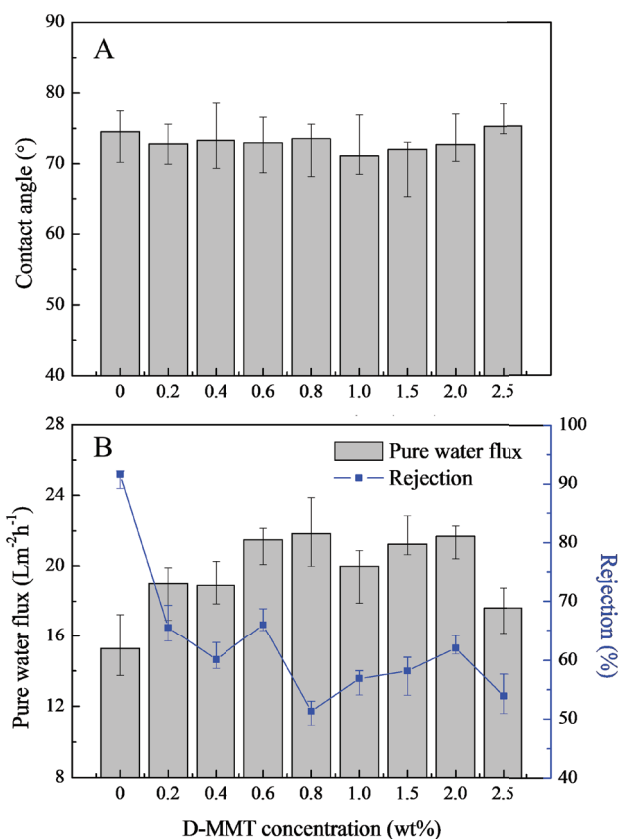 A
Contact angle (°)
90
80
70
60
50
40
0 0.2 0.4 0.6 0.8 1.0 1.5 2.0 2.5
B
Pure water flux
Rejection
Pure water flux (Lm⁻²h⁻¹)
28
24
20
16
12
8
Rejection (%)
100
90
80
70
60
50
40
0 0.2 0.4 0.6 0.8 1.0 1.5 2.0 2.5
D-MMT concentration (wt%)